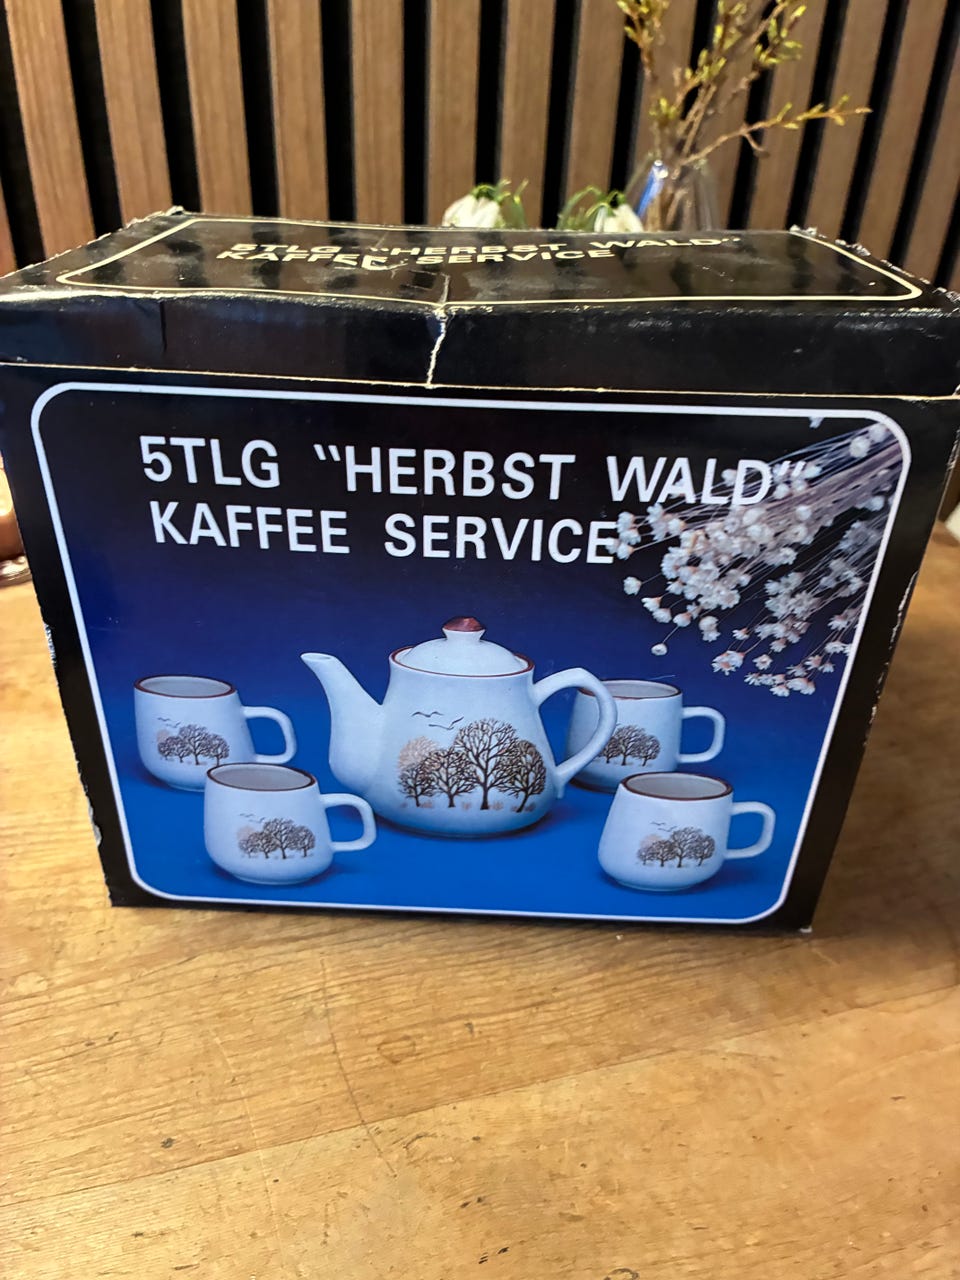 5TLG "HERBST WALD"
KAFFEE SERVICE
5TLG "HERBST WALD"
KAFFEE SERVICE